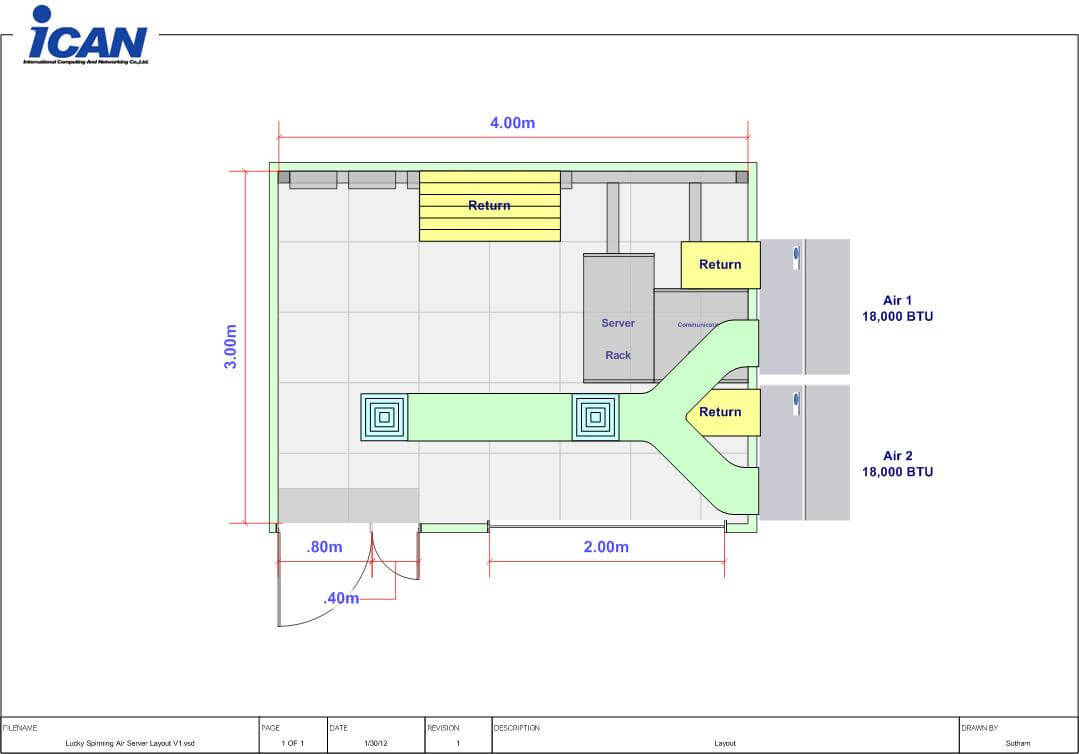 iCAN
International Computing And Networking Co.,Ltd.
4.00m
Return
Return
3.00m
Server
Rack
Air 1
18,000 BTU
Return
Air 2
18,000 BTU
.80m
2.00m
.40m
FILENAME
Lucky Spinning Air Server Layout V1.vsd
PAGE
1 OF 1
DATE
1/30/12
REVISION
1
DESCRIPTION
Layout
DRAWN BY
Sutham